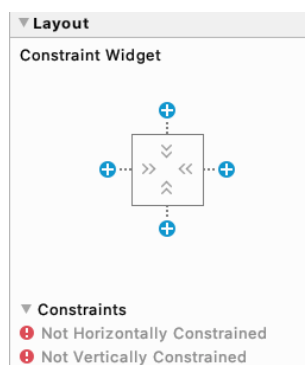 Layout
Constraint Widget
Constraints
Not Horizontally Constrained
Not Vertically Constrained